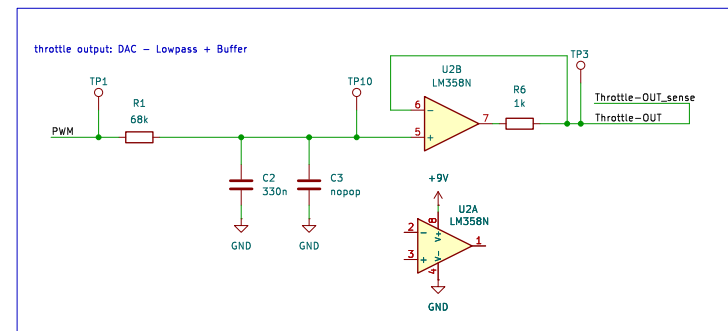 throttle output: DAC - Lowpass + Buffer
TP1
TP10
TP3
U2B
LM358N
R1
68k
R6
1k
PWM
6
-
5
+
7
Throttle-OUT_sense
Throttle-OUT
C2
330n
C3
nopop
GND
GND
+9V
U2A
LM358N
8
V+
2
-
3
+
1
V-
4
GND